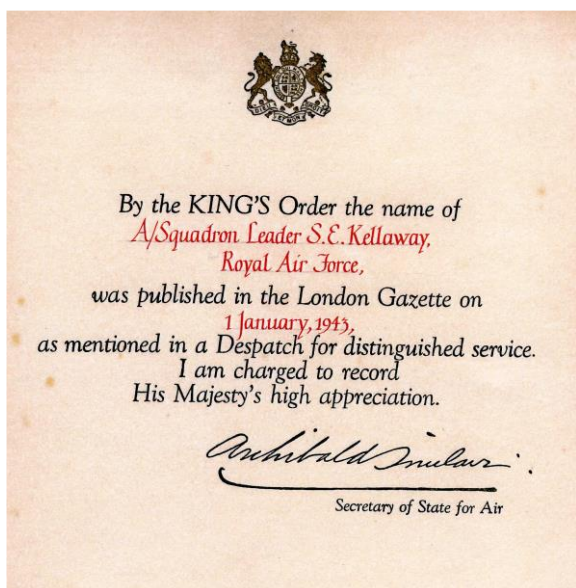 By the KING'S Order the name of
A/Squadron Leader S.E.Kellaway,
Royal Air Force,
was published in the London Gazette on
1 January, 1943,
as mentioned in a Despatch for distinguished service.
I am charged to record
His Majesty's high appreciation.
Archibald Sinclair
Secretary of State for Air